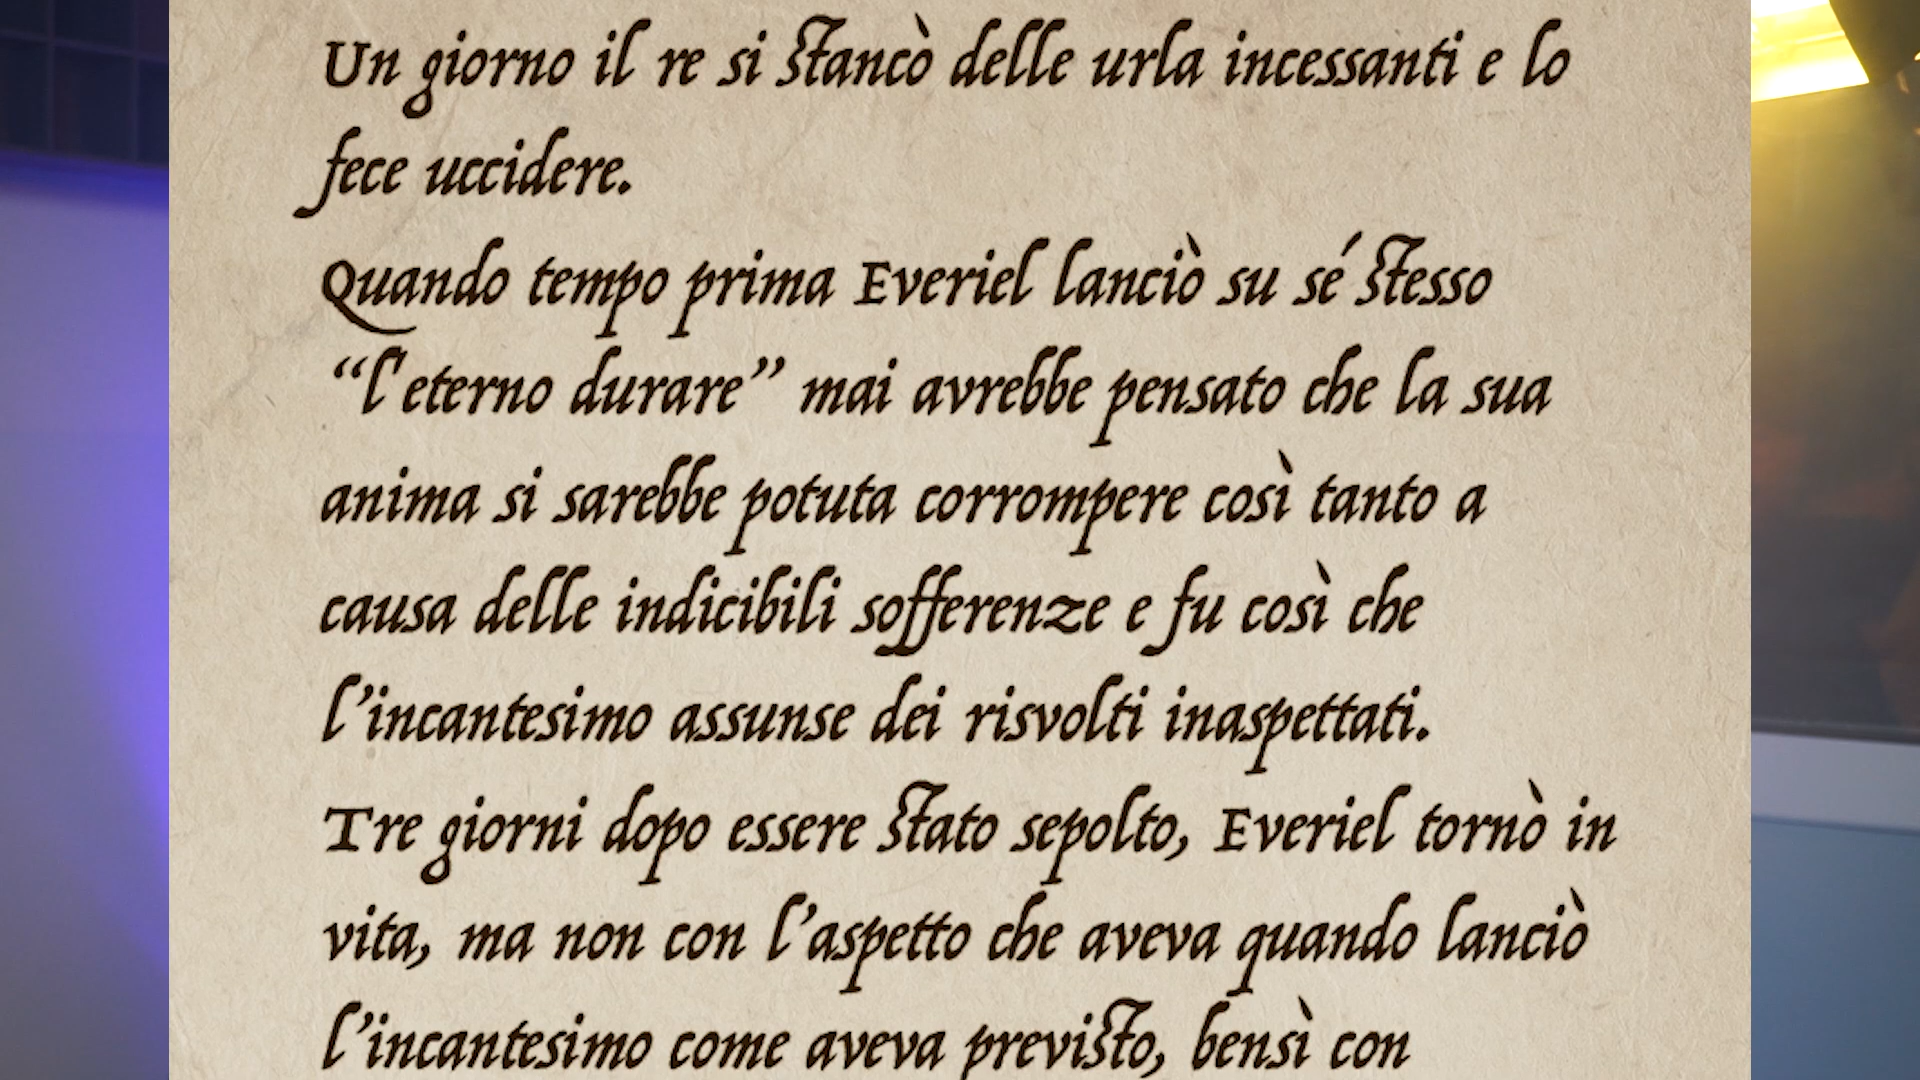 Un giorno il re si stancò delle urla incessanti e lo
fece uccidere.
Quando tempo prima Everiel lanciò su sé stesso
“l'eterno durare” mai avrebbe pensato che la sua
anima si sarebbe potuta corrompere così tanto a
causa delle indicibili sofferenze e fu così che
l’incantesimo assunse dei risvolti inaspettati.
Tre giorni dopo essere stato sepolto, Everiel tornò in
vita, ma non con l’aspetto che aveva quando lanciò
l’incantesimo come aveva previsto, bensì con